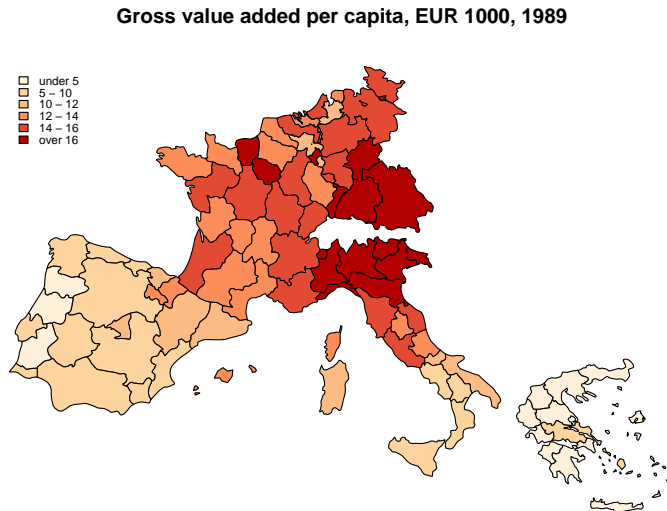 Gross value added per capita, EUR 1000, 1989
under 5
5 – 10
10 – 12
12 – 14
14 – 16
over 16